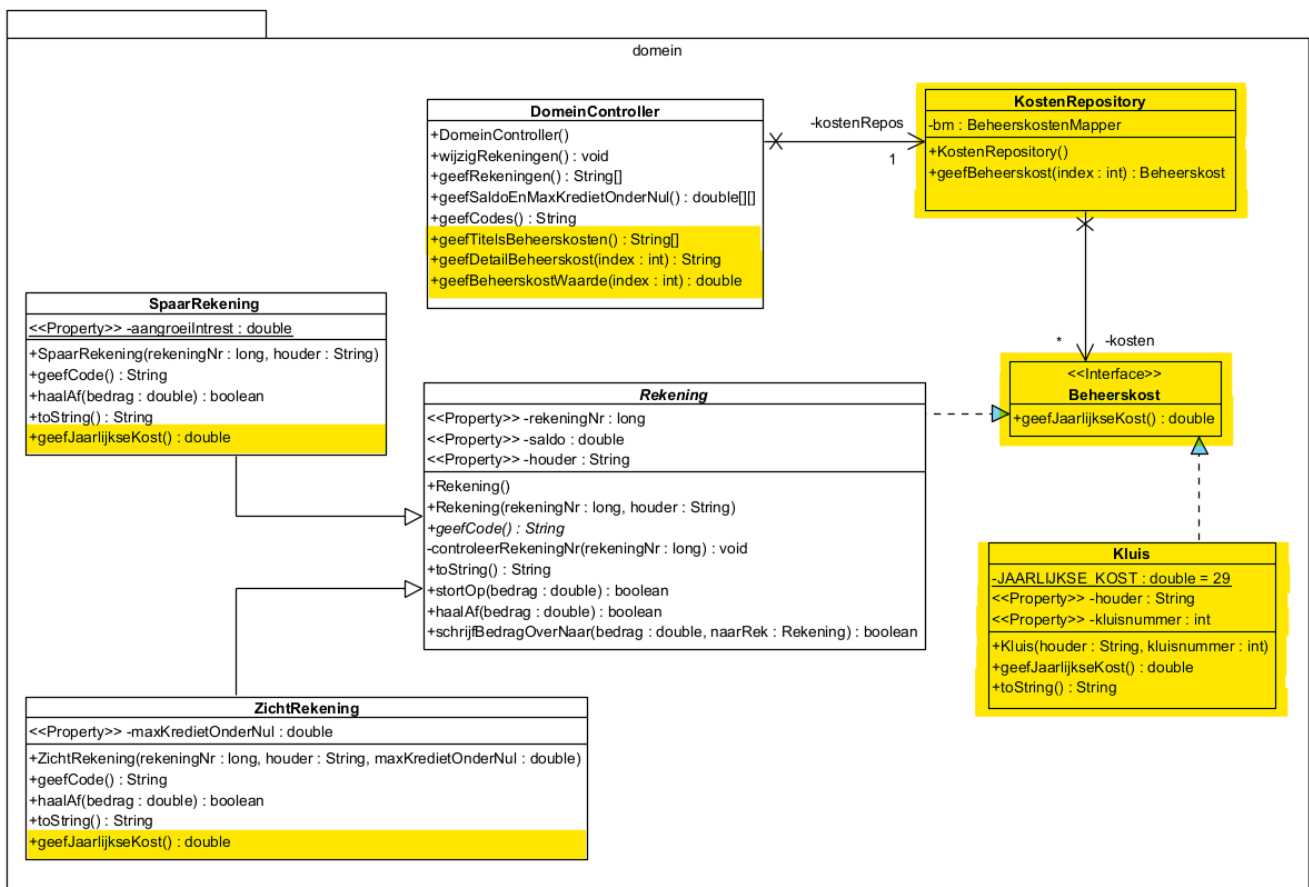 domein
DomeinController
+DomeinController()
+wijzigRekeningen() : void
+geefRekeningen() : String[]
+geefSaldoEnMaxKredietOnderNul() : double[][]
+geefCodes() : String
+geefTitelsBeheerskosten() : String[]
+geefDetailBeheerskost(index : int) : String
+geefBeheerskostWaarde(index : int) : double
-kostenRepos
1
KostenRepository
-bm : BeheerskostenMapper
+KostenRepository()
+geefBeheerskost(index : int) : Beheerskost
* -kosten
<<Interface>>
Beheerskost
+geefJaarlijkseKost() : double
SpaarRekening
<<Property>> -aangroeiIntrest : double
+SpaarRekening(rekeningNr : long, houder : String)
+geefCode() : String
+haalAf(bedrag : double) : boolean
+toString() : String
+geefJaarlijkseKost() : double
Rekening
<<Property>> -rekeningNr : long
<<Property>> -saldo : double
<<Property>> -houder : String
+Rekening()
+Rekening(rekeningNr : long, houder : String)
+geefCode() : String
-controleerRekeningNr(rekeningNr : long) : void
+toString() : String
+stortOp(bedrag : double) : boolean
+haalAf(bedrag : double) : boolean
+schrijfBedragOverNaar(bedrag : double, naarRek : Rekening) : boolean
Kluis
-JAARLIJKSE_KOST : double = 29
<<Property>> -houder : String
<<Property>> -kluisnummer : int
+Kluis(houder : String, kluisnummer : int)
+geefJaarlijkseKost() : double
+toString() : String
ZichtRekening
<<Property>> -maxKredietOnderNul : double
+ZichtRekening(rekeningNr : long, houder : String, maxKredietOnderNul : double)
+geefCode() : String
+haalAf(bedrag : double) : boolean
+toString() : String
+geefJaarlijkseKost() : double